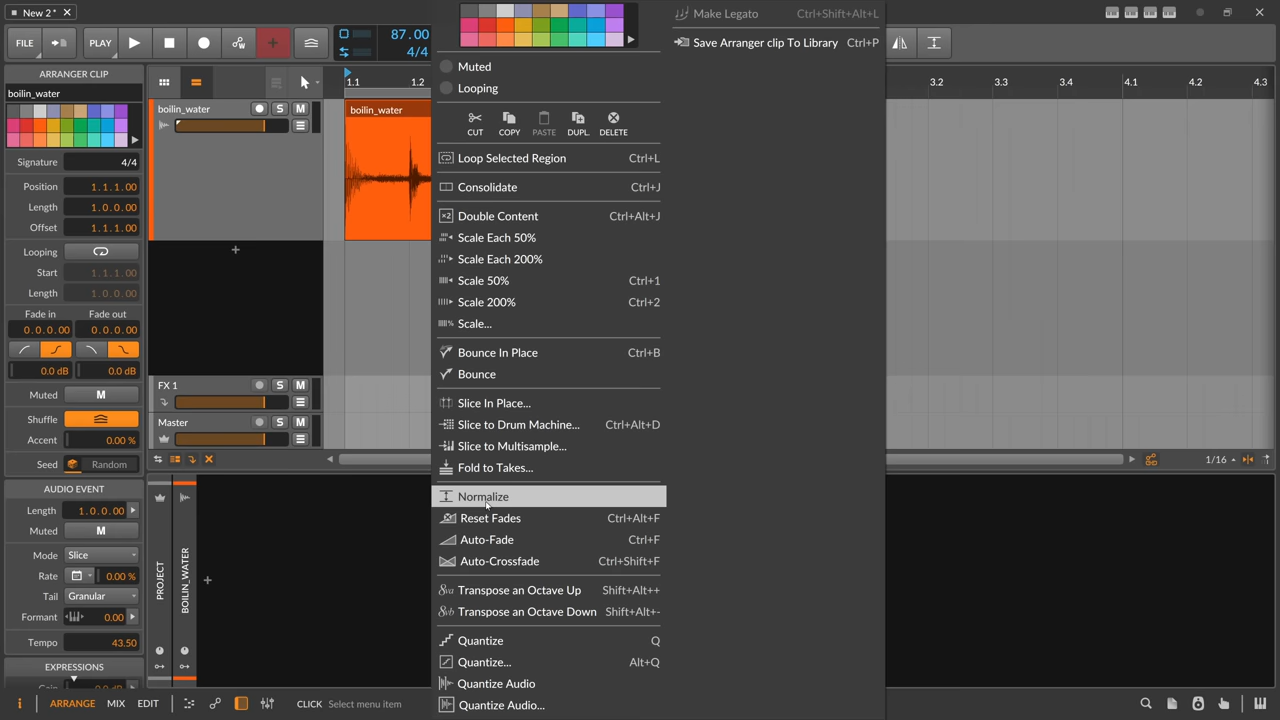 New 2*
FILE
PLAY
87.00
4/4
ARRANGER CLIP
boilin_water
Signature 4/4
Position 1.1.1.00
Length 1.0.0.00
Offset 1.1.1.00
Looping
Start 1.1.1.00
Length 1.0.0.00
Fade in Fade out
0.0.0.00 0.0.0.00
0.0 dB 0.0 dB
Muted M
Shuffle
Accent 0.00 %
Seed Random
AUDIO EVENT
Length 1.0.0.00
Muted M
Mode Slice
Rate 0.00 %
Tail Granular
Formant 0.00
Tempo 43.50
EXPRESSIONS
1.1 1.2
boilin_water S M
boilin_water
FX 1 S M
Master S M
PROJECT
BOILIN_WATER
Muted
Looping
CUT COPY PASTE DUPL. DELETE
Loop Selected Region Ctrl+L
Consolidate Ctrl+J
Double Content Ctrl+Alt+J
Scale Each 50%
Scale Each 200%
Scale 50% Ctrl+1
Scale 200% Ctrl+2
Scale...
Bounce In Place Ctrl+B
Bounce
Slice In Place...
Slice to Drum Machine... Ctrl+Alt+D
Slice to Multisample...
Fold to Takes...
Normalize
Reset Fades Ctrl+Alt+F
Auto-Fade Ctrl+F
Auto-Crossfade Ctrl+Shift+F
8va Transpose an Octave Up Shift+Alt++
8vb Transpose an Octave Down Shift+Alt+-
Quantize Q
Quantize... Alt+Q
Quantize Audio
Quantize Audio...
Make Legato Ctrl+Shift+Alt+L
Save Arranger clip To Library Ctrl+P
3.2 3.3 3.4 4.1 4.2 4.3
1/16
i ARRANGE MIX EDIT CLICK Select menu item